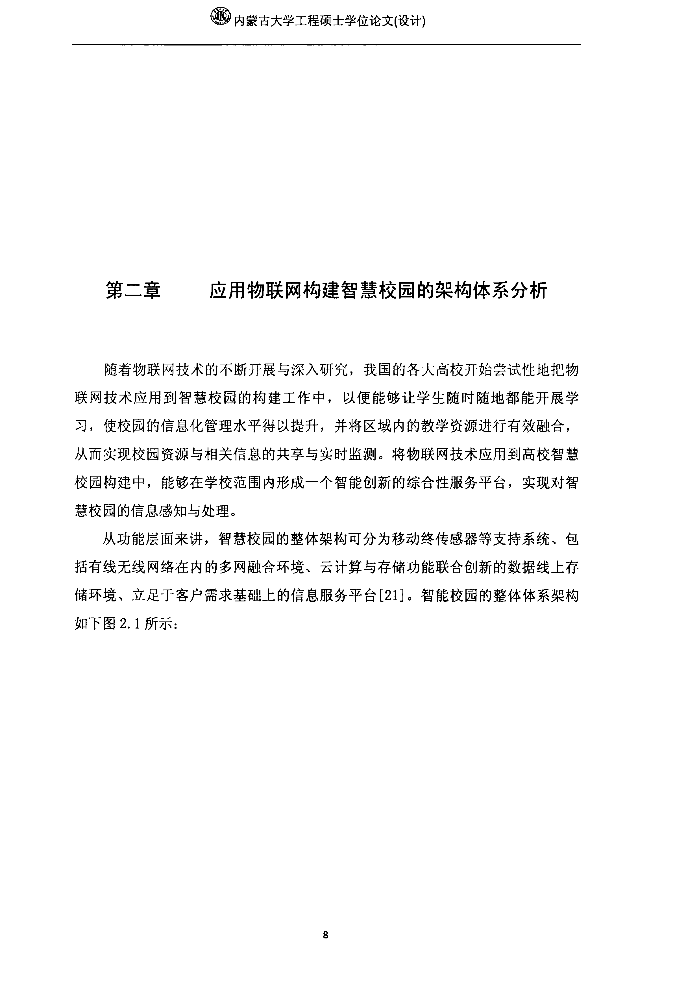 内蒙古大学工程硕士学位论文(设计)
第二章 应用物联网构建智慧校园的架构体系分析
随着物联网技术的不断开展与深入研究，我国的各大高校开始尝试性地把物
联网技术应用到智慧校园的构建工作中，以便能够让学生随时随地都能开展学
习，使校园的信息化管理水平得以提升，并将区域内的教学资源进行有效融合，
从而实现校园资源与相关信息的共享与实时监测。将物联网技术应用到高校智慧
校园构建中，能够在学校范围内形成一个智能创新的综合性服务平台，实现对智
慧校园的信息感知与处理。
从功能层面来讲，智慧校园的整体架构可分为移动终传感器等支持系统、包
括有线无线网络在内的多网融合环境、云计算与存储功能联合创新的数据线上存
储环境、立足于客户需求基础上的信息服务平台[21]。智能校园的整体体系架构
如下图 2.1 所示：
8